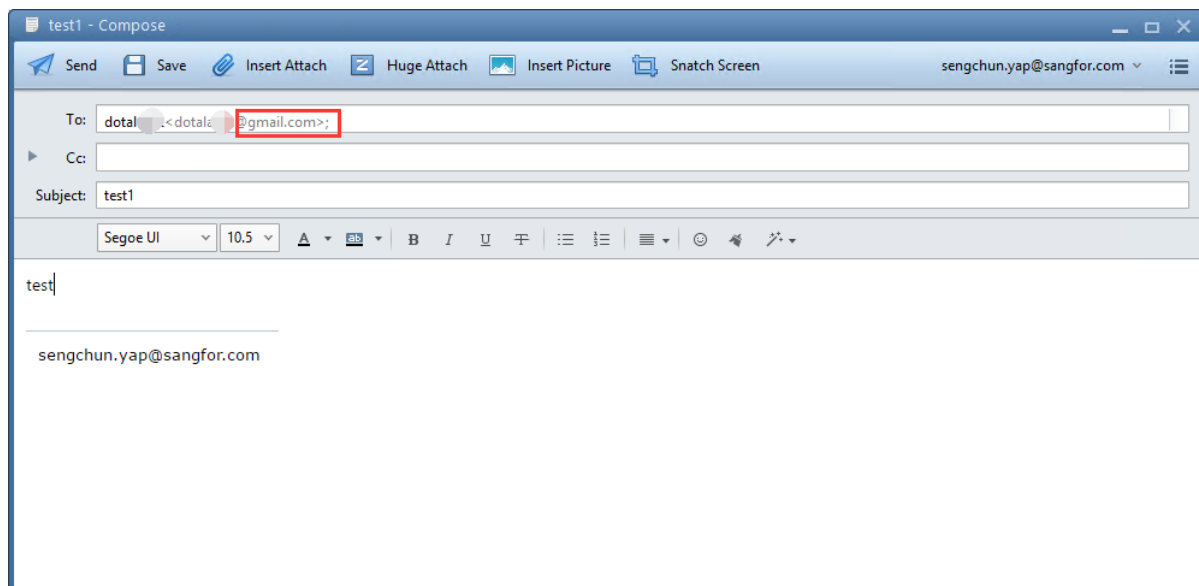 test1 - Compose
Send Save Insert Attach Huge Attach Insert Picture Snatch Screen sengchun.yap@sangfor.com
To: @gmail.com>;
Cc:
Subject: test1
Segoe UI 10.5 A ab B I U T
test
sengchun.yap@sangfor.com